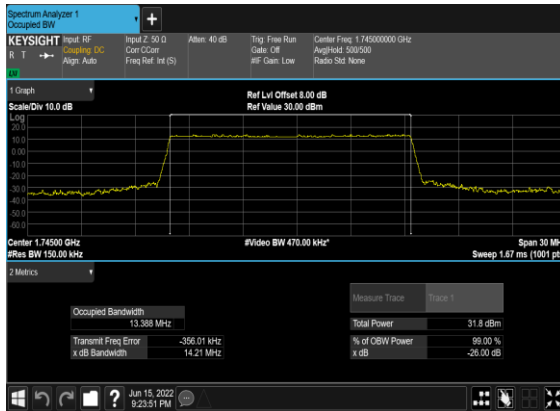 Spectrum Analyzer 1
Occupied BW
+
KEYSIGHT
R T
LXI
Input: RF
Coupling: DC
Align: Auto
Input Z: 50 Ω
Corr CCorr
Freq Ref: Int (S)
Atten: 40 dB
Trig: Free Run
Gate: Off
#IF Gain: Low
Center Freq: 1.745000000 GHz
Avg|Hold: 500/500
Radio Std: None
1 Graph
Scale/Div 10.0 dB
Ref Lvl Offset 8.00 dB
Ref Value 30.00 dBm
Log
20.0
10.0
0.00
-10.0
-20.0
-30.0
-40.0
-50.0
-60.0
Center 1.74500 GHz
#Res BW 150.00 kHz
#Video BW 470.00 kHz*
Span 30 MH
Sweep 1.67 ms (1001 pt
2 Metrics
Measure Trace
Trace 1
Occupied Bandwidth
13.388 MHz
Total Power
31.8 dBm
Transmit Freq Error
-356.01 kHz
% of OBW Power
99.00 %
x dB Bandwidth
14.21 MHz
x dB
-26.00 dB
?
Jun 15, 2022
9:23:51 PM